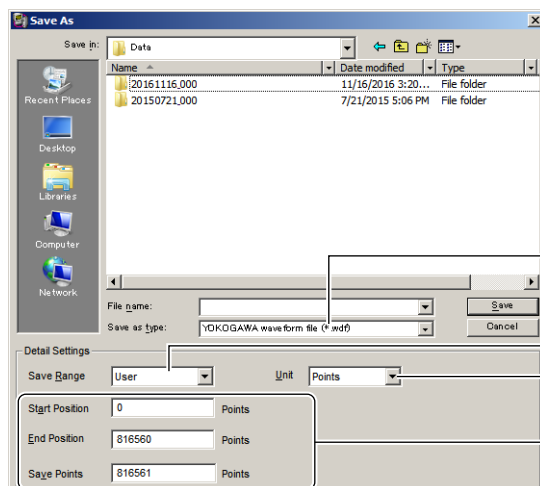 Save As
Save in:
Data
Name
Date modified
Type
20161116_000
11/16/2016 3:20...
File folder
20150721_000
7/21/2015 5:06 PM
File folder
Recent Places
Desktop
Libraries
Computer
Network
File name:
Save
Save as type:
YOKOGAWA waveform file (*.wdf)
Cancel
Detail Settings
Save Range
User
Unit
Points
Start Position
0
Points
End Position
816560
Points
Save Points
816561
Points